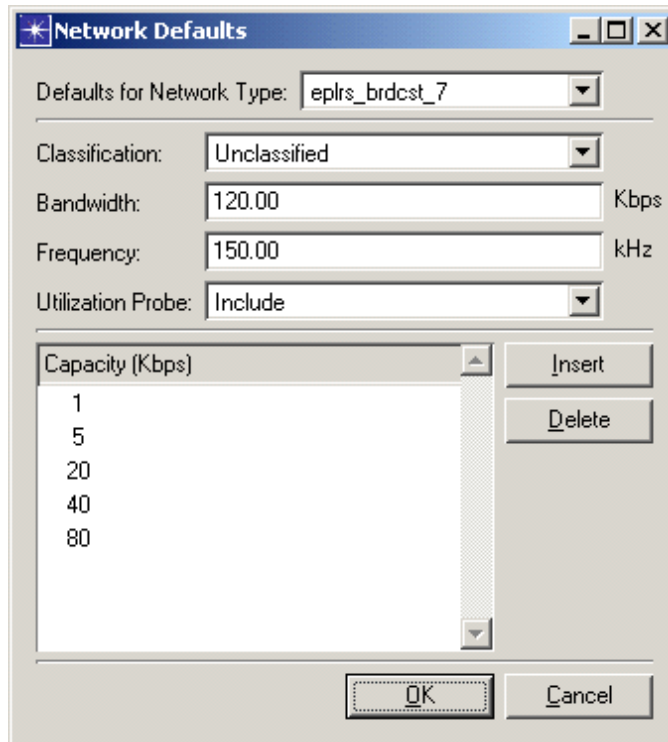 Network Defaults
Defaults for Network Type: eplrs_brdcst_7
Classification: Unclassified
Bandwidth: 120.00 Kbps
Frequency: 150.00 kHz
Utilization Probe: Include
Capacity (Kbps) Insert
1
Delete
5
20
40
80
OK Cancel